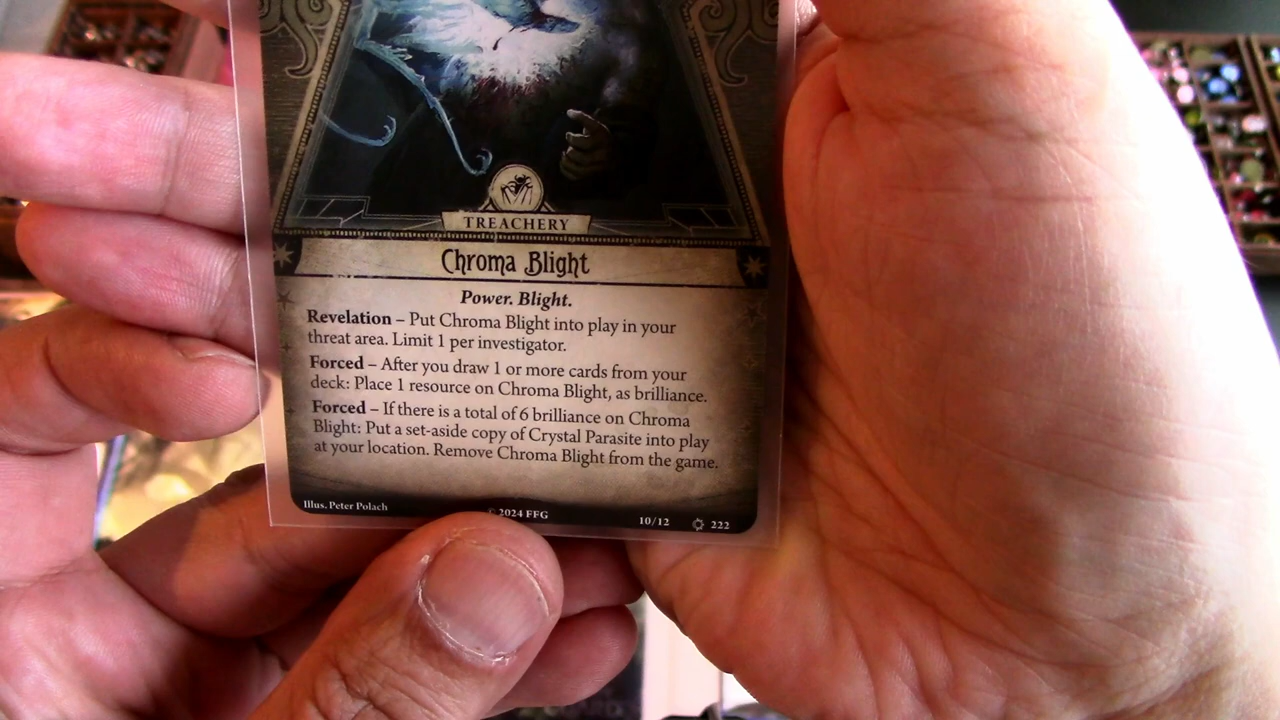 TREACHERY
Chroma Blight
Power. Blight.
Revelation – Put Chroma Blight into play in your
threat area. Limit 1 per investigator.
Forced – After you draw 1 or more cards from your
deck: Place 1 resource on Chroma Blight, as brilliance.
Forced – If there is a total of 6 brilliance on Chroma
Blight: Put a set-aside copy of Crystal Parasite into play
at your location. Remove Chroma Blight from the game.
Illus. Peter Polach © 2024 FFG 10/12 222